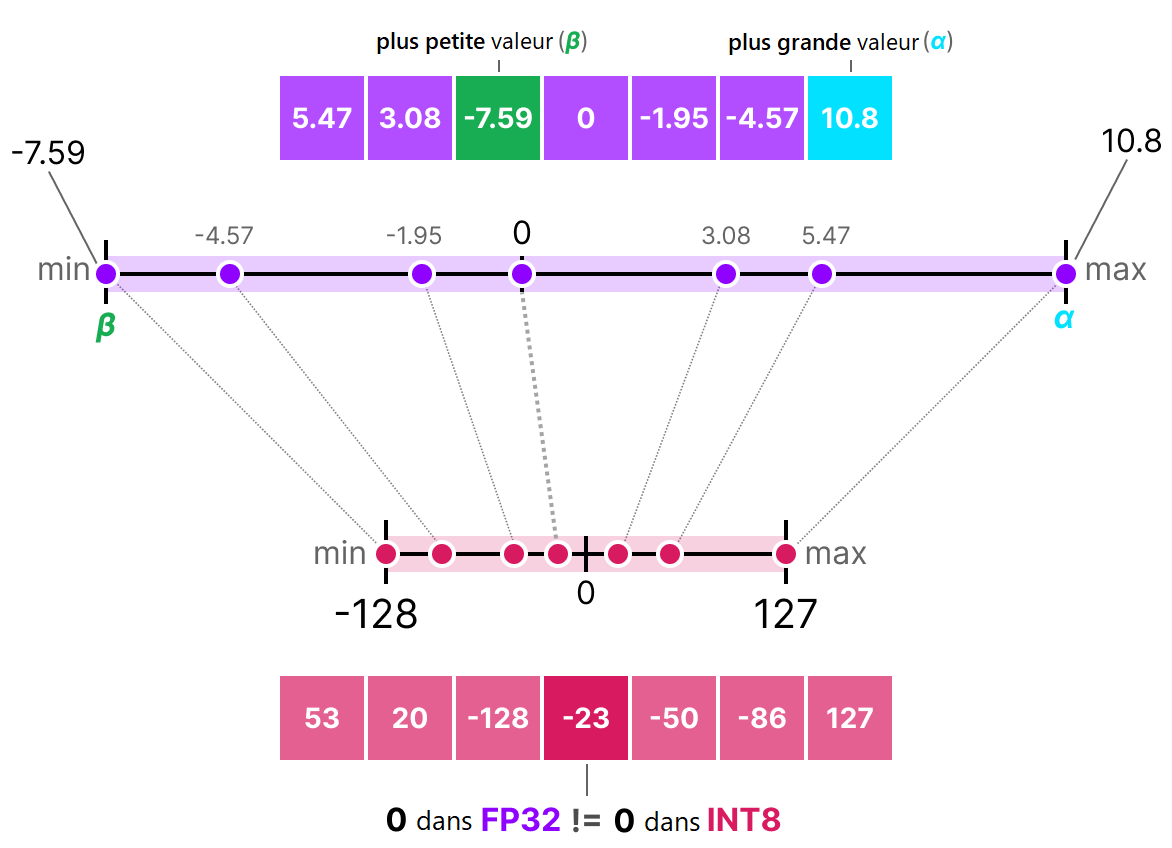 plus petite valeur (β)
plus grande valeur (α)
5.47 3.08 -7.59 0 -1.95 -4.57 10.8
-7.59
10.8
-4.57 -1.95 0 3.08 5.47
min
max
β
α
min
max
0
-128
127
53 20 -128 -23 -50 -86 127
0 dans FP32 != 0 dans INT8